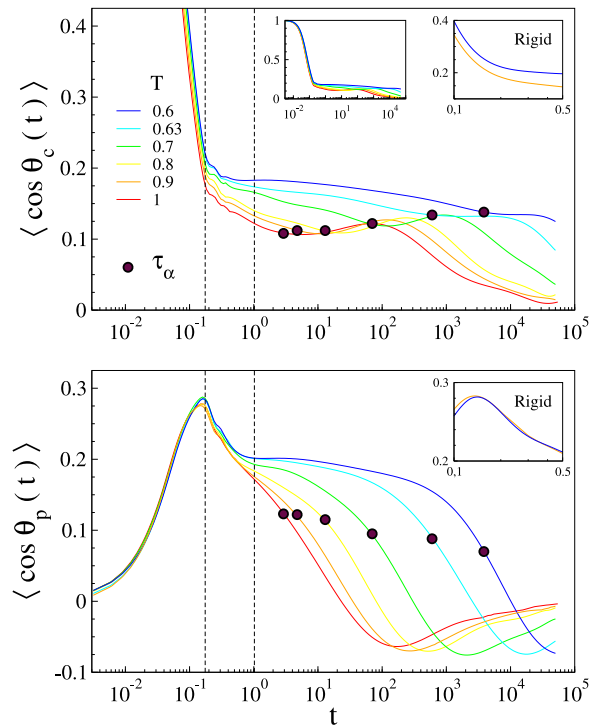 0.4
0.3
0.2
0.1
0
⟨ cos θc ( t ) ⟩
T
0.6
0.63
0.7
0.8
0.9
1
τα
1
0.75
0.5
0.25
0
10⁻² 10¹ 10⁴
Rigid
0.4
0.2
0.1 0.5
10⁻² 10⁻¹ 10⁰ 10¹ 10² 10³ 10⁴ 10⁵
0.3
0.2
0.1
0
-0.1
⟨ cos θp ( t ) ⟩
Rigid
0.3
0.2
0.1 0.5
10⁻² 10⁻¹ 10⁰ 10¹ 10² 10³ 10⁴ 10⁵
t